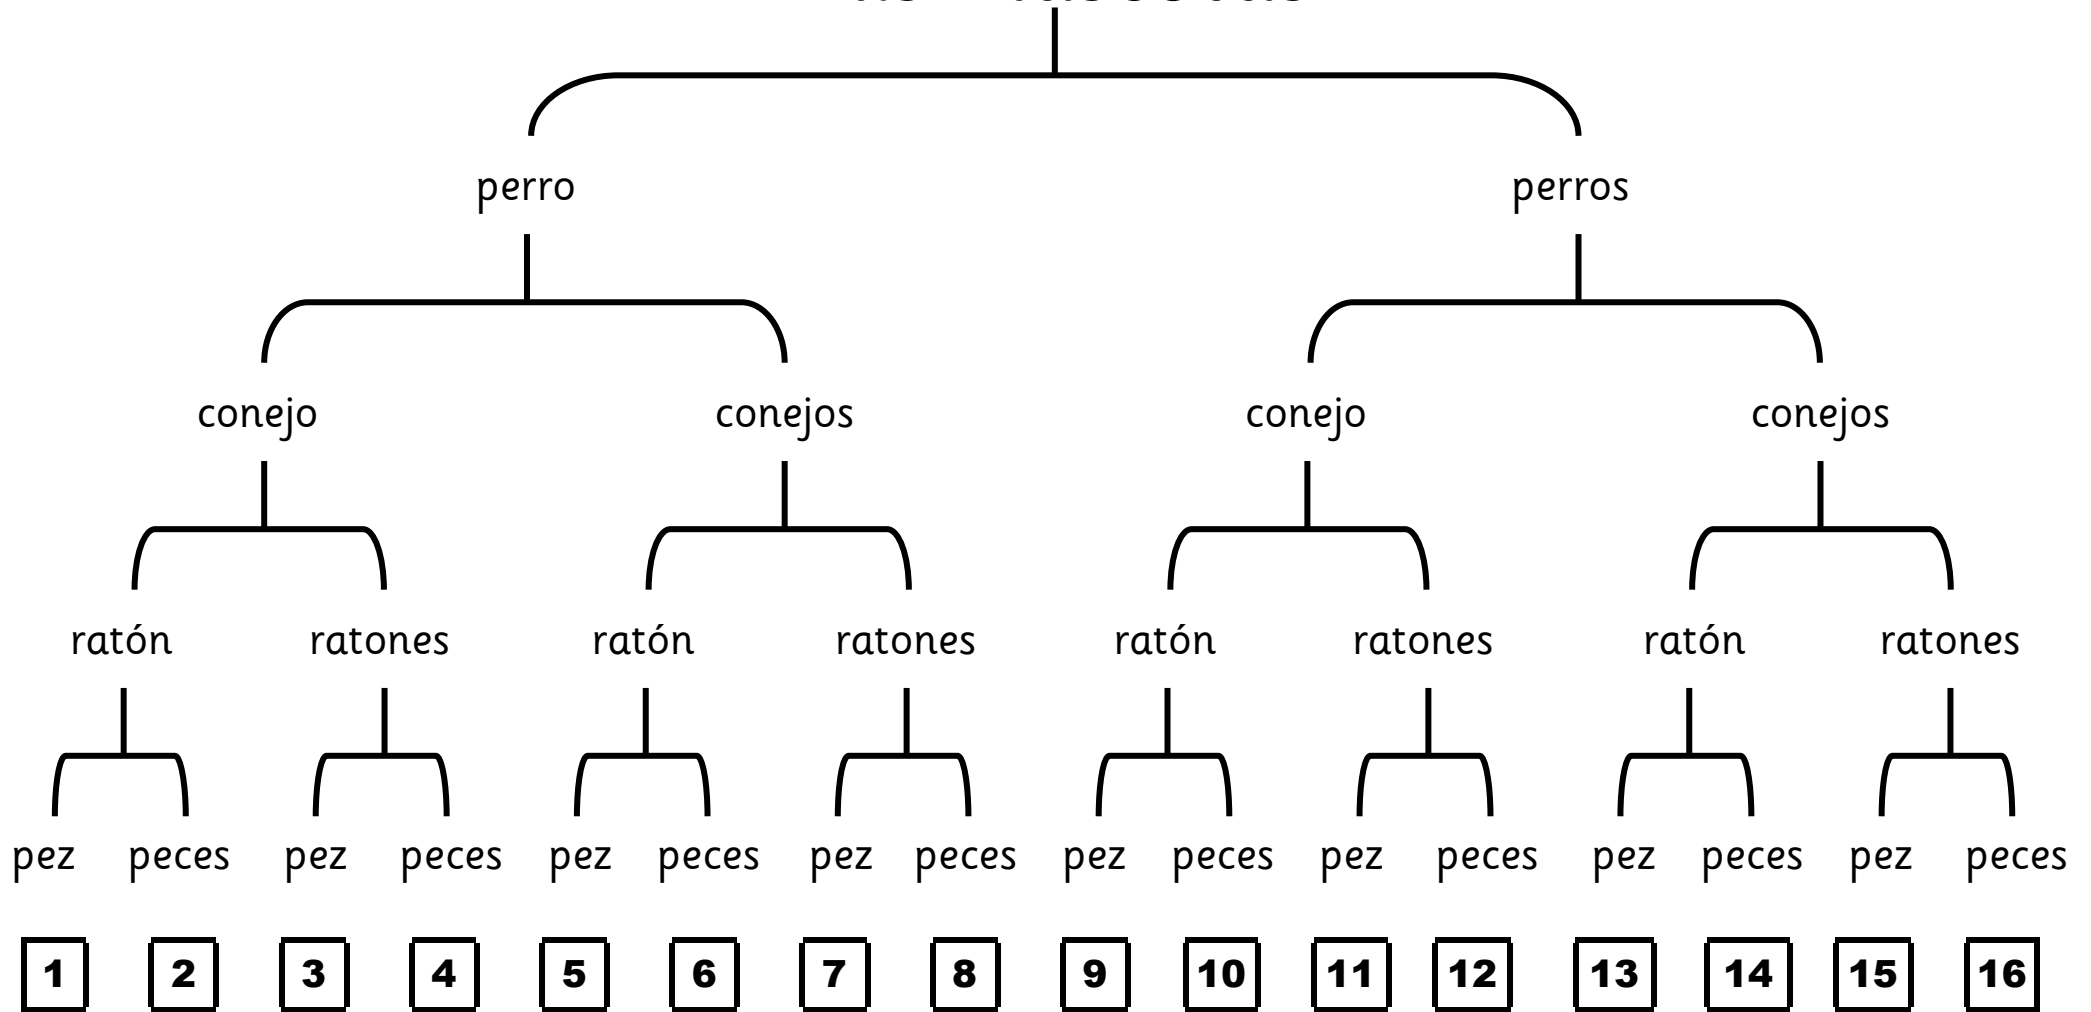 perro perros
conejo conejos conejo conejos
ratón ratones ratón ratones ratón ratones ratón ratones
pez peces pez peces pez peces pez peces pez peces pez peces pez peces pez peces
1 2 3 4 5 6 7 8 9 10 11 12 13 14 15 16